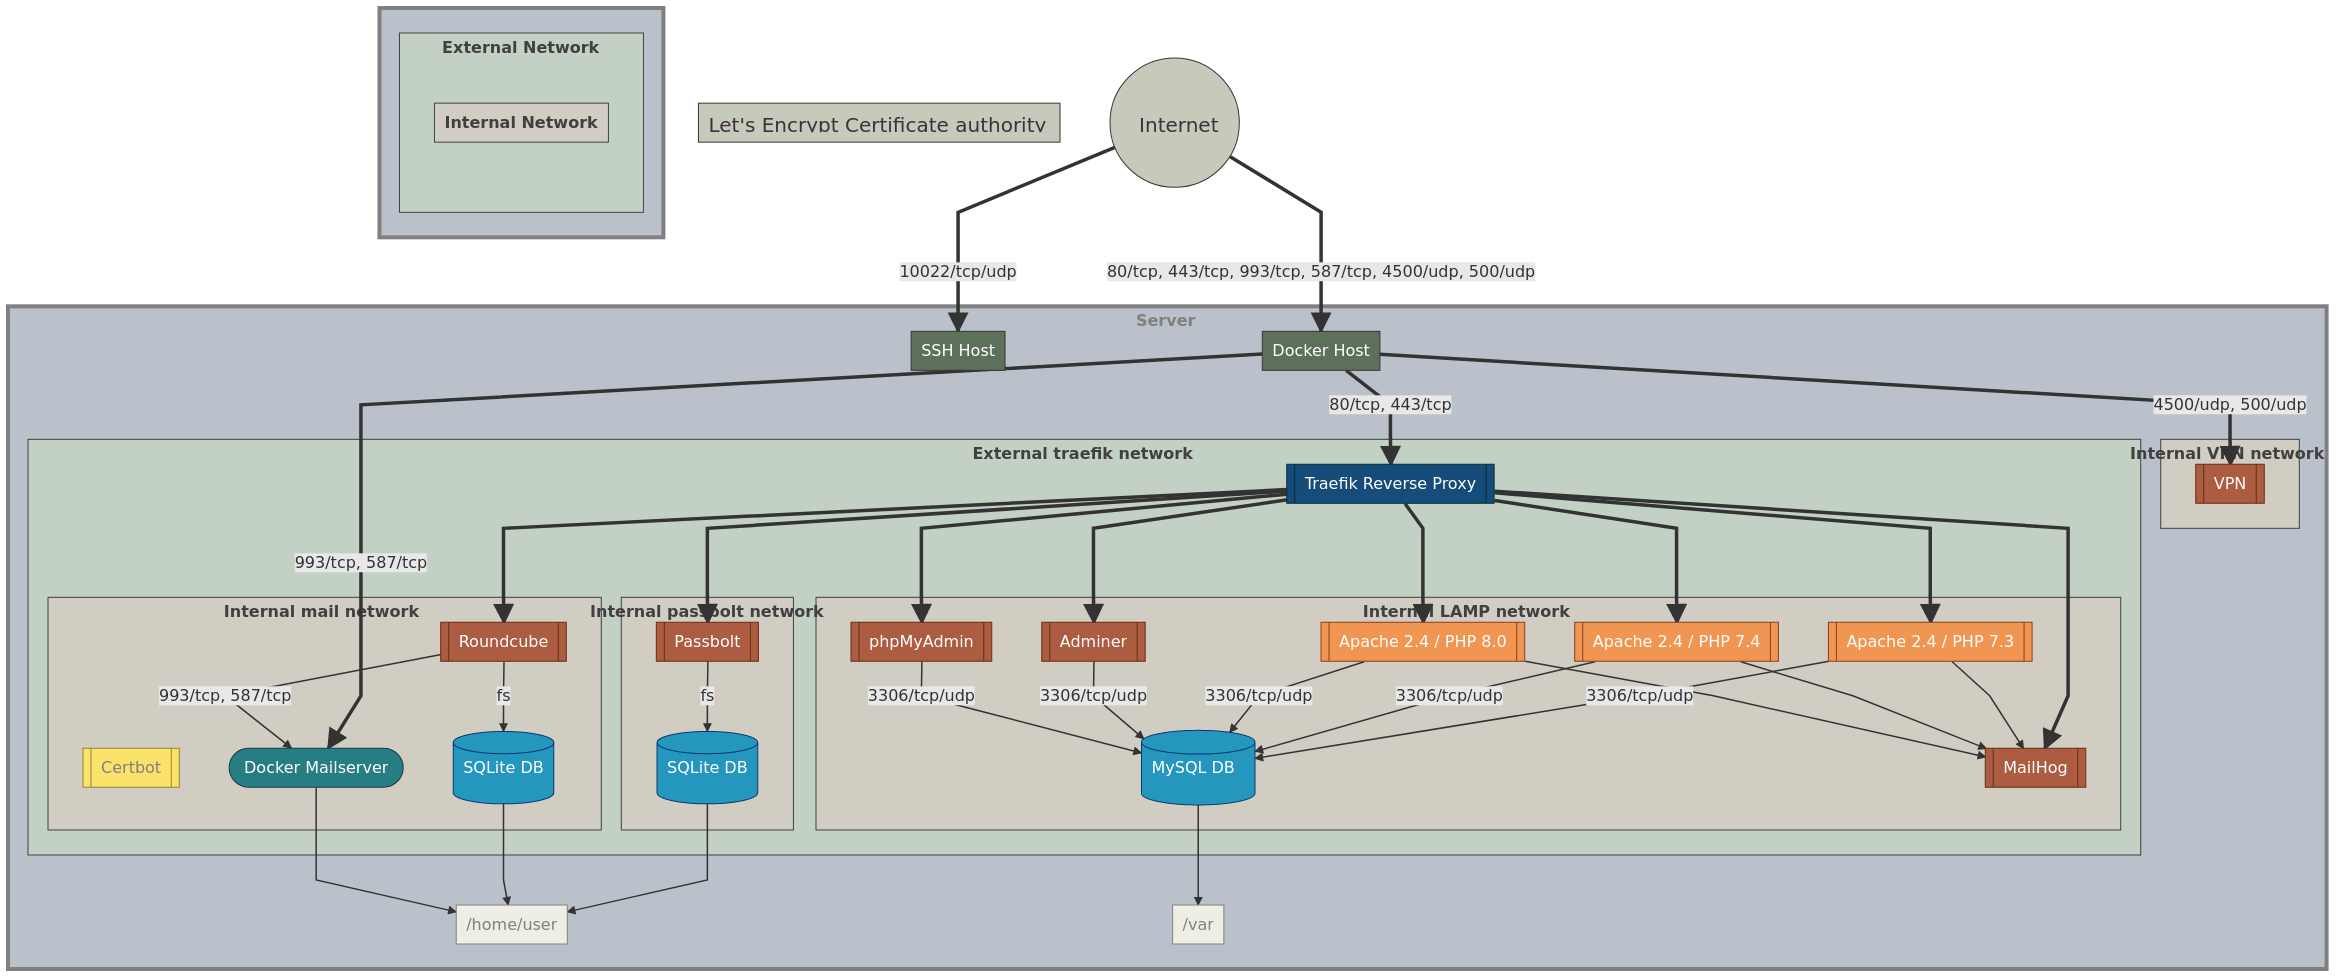 External Network
Internal Network
Let's Encrypt Certificate authority
Internet
10022/tcp/udp
80/tcp, 443/tcp, 993/tcp, 587/tcp, 4500/udp, 500/udp
Server
SSH Host
Docker Host
80/tcp, 443/tcp
4500/udp, 500/udp
External traefik network
Internal VPN network
Traefik Reverse Proxy
VPN
993/tcp, 587/tcp
Internal mail network
Internal passbolt network
Internal LAMP network
Roundcube
Passbolt
phpMyAdmin
Adminer
Apache 2.4 / PHP 8.0
Apache 2.4 / PHP 7.4
Apache 2.4 / PHP 7.3
993/tcp, 587/tcp
fs
fs
3306/tcp/udp
3306/tcp/udp
3306/tcp/udp
3306/tcp/udp
3306/tcp/udp
Certbot
Docker Mailserver
SQLite DB
SQLite DB
MySQL DB
MailHog
/home/user
/var